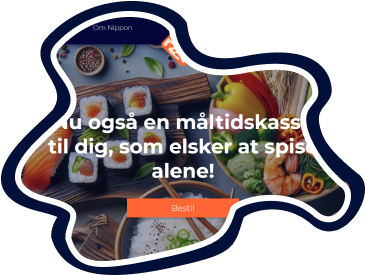 Om Nippon
også en måltidskass
til dig, som elsker at spis
alene!
Bestil